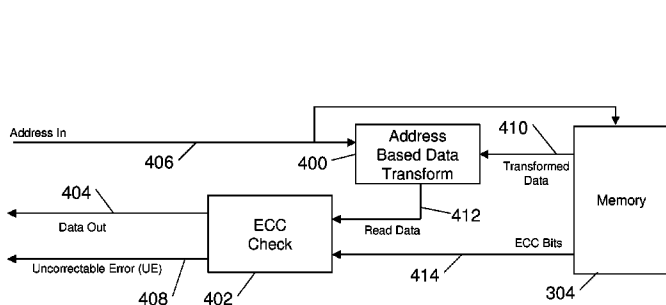 Address In
406
400
Address
Based Data
Transform
410
Transformed
Data
Memory
404
Data Out
ECC
Check
412
Read Data
ECC Bits
Uncorrectable Error (UE)
408
402
414
304